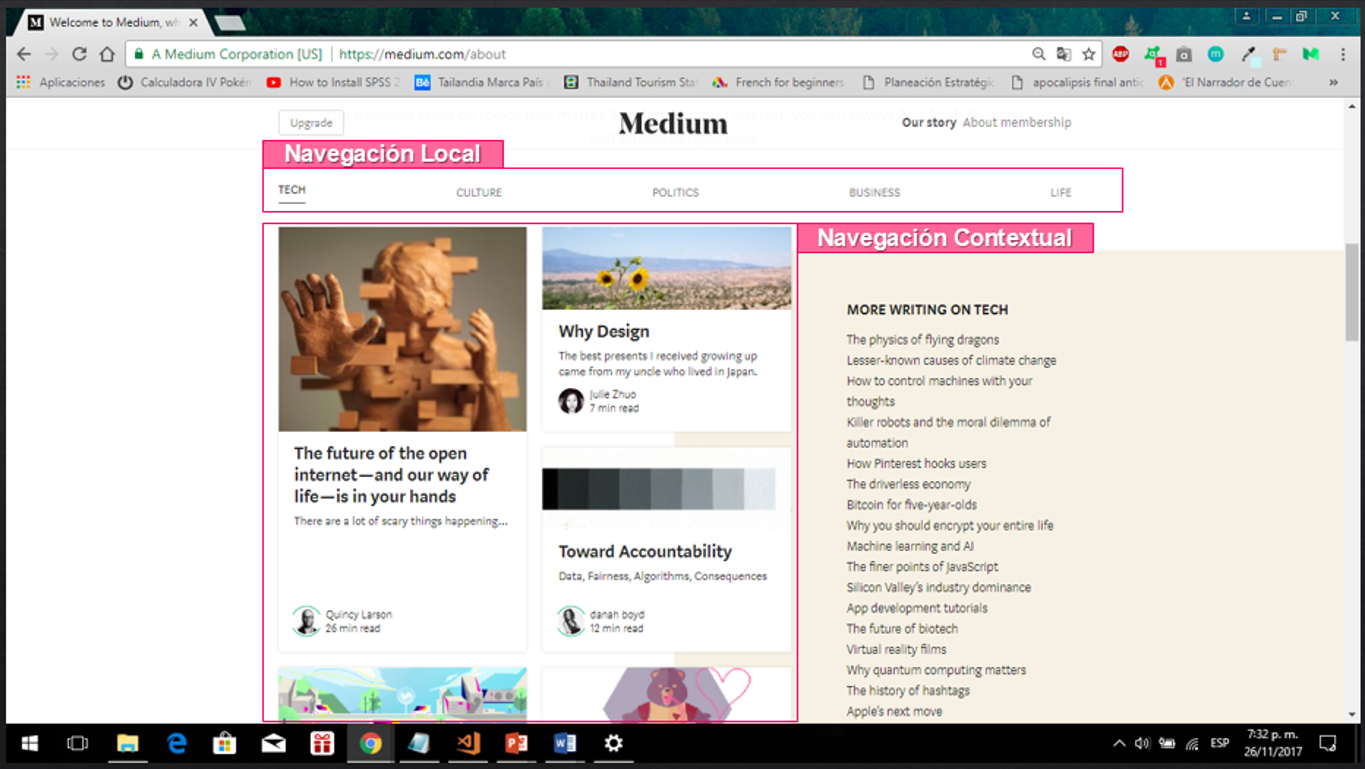 Welcome to Medium, wh
A Medium Corporation [US] https://medium.com/about
ABP
1
Aplicaciones Calculadora IV Pokén How to Install SPSS 2 Bē Tailandia Marca País Thailand Tourism Stat French for beginners Planeación Estratégic apocalipsis final antic 'El Narrador de Cuen »
Upgrade
Medium
Our story About membership
Navegación Local
TECH CULTURE POLITICS BUSINESS LIFE
Navegación Contextual
The future of the open
internet—and our way of
life—is in your hands
There are a lot of scary things happening...
Quincy Larson
26 min read
Why Design
The best presents I received growing up
came from my uncle who lived in Japan.
Julie Zhuo
7 min read
Toward Accountability
Data, Fairness, Algorithms, Consequences
danah boyd
12 min read
MORE WRITING ON TECH
The physics of flying dragons
Lesser-known causes of climate change
How to control machines with your
thoughts
Killer robots and the moral dilemma of
automation
How Pinterest hooks users
The driverless economy
Bitcoin for five-year-olds
Why you should encrypt your entire life
Machine learning and AI
The finer points of JavaScript
Silicon Valley's industry dominance
App development tutorials
The future of biotech
Virtual reality films
Why quantum computing matters
The history of hashtags
Apple's next move
ESP
7:32 p. m.
26/11/2017